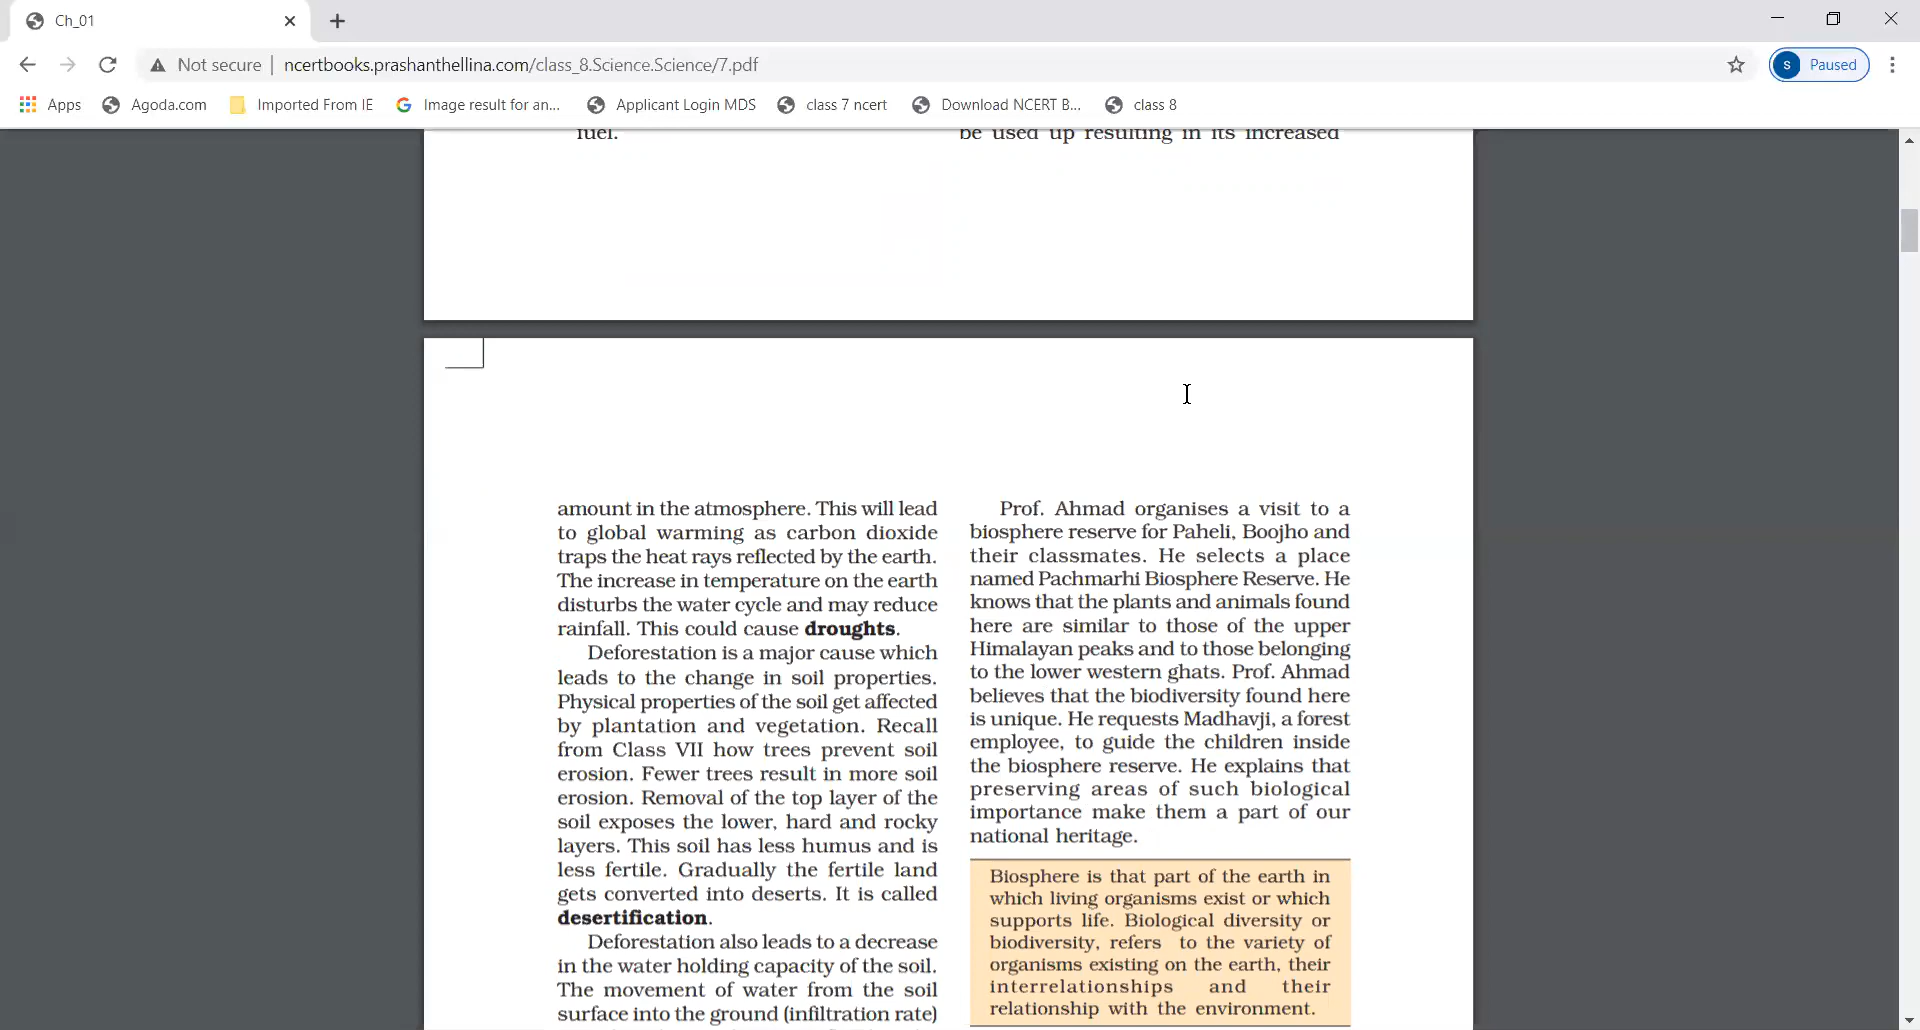 Ch_01
Not secure
ncertbooks.prashanthellina.com/class_8.Science.Science/7.pdf
S
Paused
Apps
Agoda.com
Imported From IE
G
Image result for an...
Applicant Login MDS
class 7 ncert
Download NCERT B...
class 8
fuel.
be used up resulting in its increased
amount in the atmosphere. This will lead
to global warming as carbon dioxide
traps the heat rays reflected by the earth.
The increase in temperature on the earth
disturbs the water cycle and may reduce
rainfall. This could cause droughts.
Deforestation is a major cause which
leads to the change in soil properties.
Physical properties of the soil get affected
by plantation and vegetation. Recall
from Class VII how trees prevent soil
erosion. Fewer trees result in more soil
erosion. Removal of the top layer of the
soil exposes the lower, hard and rocky
layers. This soil has less humus and is
less fertile. Gradually the fertile land
gets converted into deserts. It is called
desertification.
Deforestation also leads to a decrease
in the water holding capacity of the soil.
The movement of water from the soil
surface into the ground (infiltration rate)
Prof. Ahmad organises a visit to a
biosphere reserve for Paheli, Boojho and
their classmates. He selects a place
named Pachmarhi Biosphere Reserve. He
knows that the plants and animals found
here are similar to those of the upper
Himalayan peaks and to those belonging
to the lower western ghats. Prof. Ahmad
believes that the biodiversity found here
is unique. He requests Madhavji, a forest
employee, to guide the children inside
the biosphere reserve. He explains that
preserving areas of such biological
importance make them a part of our
national heritage.
Biosphere is that part of the earth in
which living organisms exist or which
supports life. Biological diversity or
biodiversity, refers to the variety of
organisms existing on the earth, their
interrelationships and their
relationship with the environment.